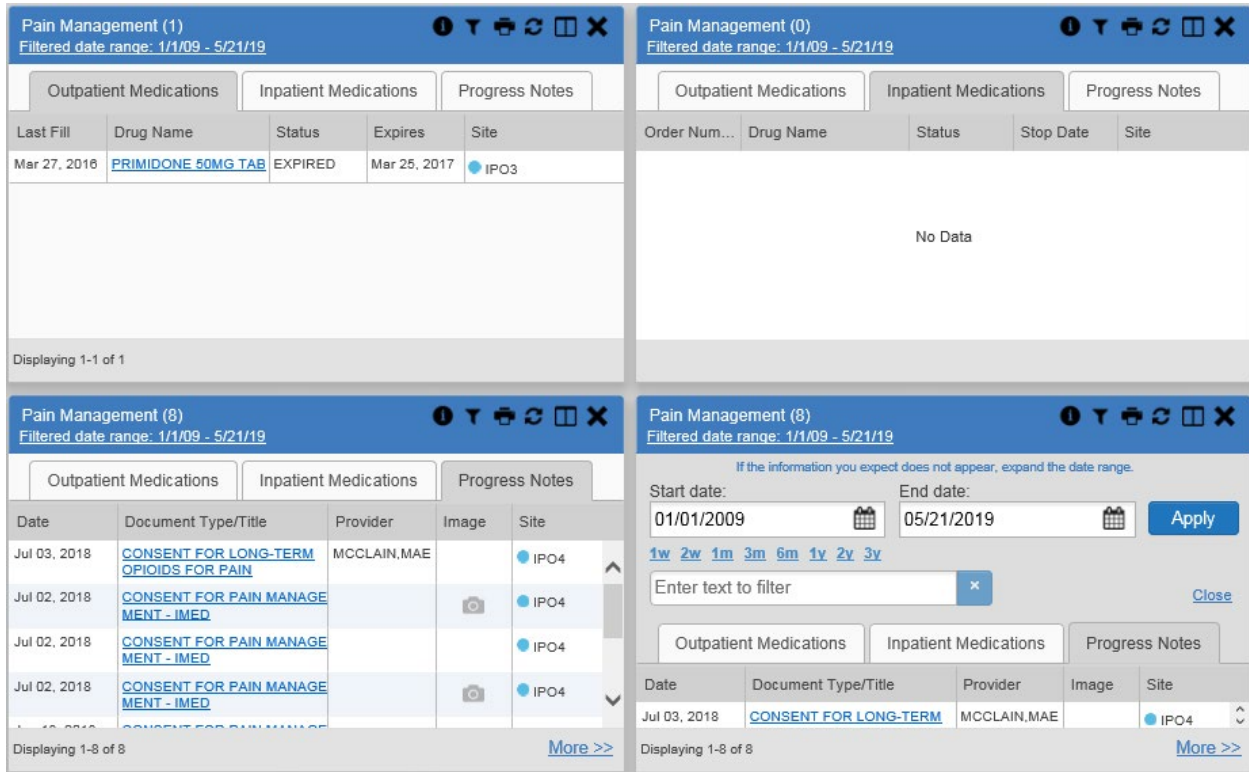 Pain Management (1)
Filtered date range: 1/1/09 - 5/21/19
Outpatient Medications Inpatient Medications Progress Notes
Last Fill Drug Name Status Expires Site
Mar 27, 2016 PRIMIDONE 50MG TAB EXPIRED Mar 25, 2017 IPO3
Displaying 1-1 of 1
Pain Management (0)
Filtered date range: 1/1/09 - 5/21/19
Outpatient Medications Inpatient Medications Progress Notes
Order Num... Drug Name Status Stop Date Site
No Data
Pain Management (8)
Filtered date range: 1/1/09 - 5/21/19
Outpatient Medications Inpatient Medications Progress Notes
Date Document Type/Title Provider Image Site
Jul 03, 2018 CONSENT FOR LONG-TERM MCCLAIN,MAE IPO4
OPIOIDS FOR PAIN
Jul 02, 2018 CONSENT FOR PAIN MANAGE IPO4
MENT - IMED
Jul 02, 2018 CONSENT FOR PAIN MANAGE IPO4
MENT - IMED
Jul 02, 2018 CONSENT FOR PAIN MANAGE IPO4
MENT - IMED
CONSENT FOR PAIN MANAGE
Displaying 1-8 of 8 More >>
Pain Management (8)
Filtered date range: 1/1/09 - 5/21/19
If the information you expect does not appear, expand the date range.
Start date: End date:
01/01/2009 05/21/2019 Apply
1w 2w 1m 3m 6m 1y 2y 3y
Enter text to filter ×
Close
Outpatient Medications Inpatient Medications Progress Notes
Date Document Type/Title Provider Image Site
Jul 03, 2018 CONSENT FOR LONG-TERM MCCLAIN,MAE IPO4
Displaying 1-8 of 8 More >>